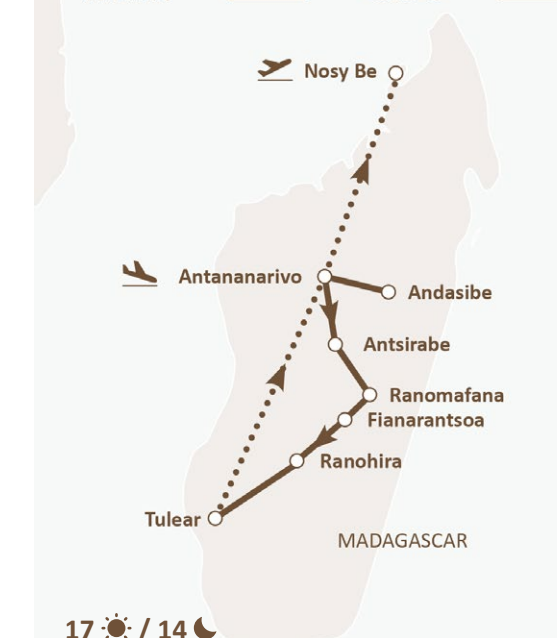 Nosy Be
Antananarivo
Andasibe
Antsirabe
Ranomafana
Fianarantsoa
Ranohira
Tulear
MADAGASCAR
17 / 14